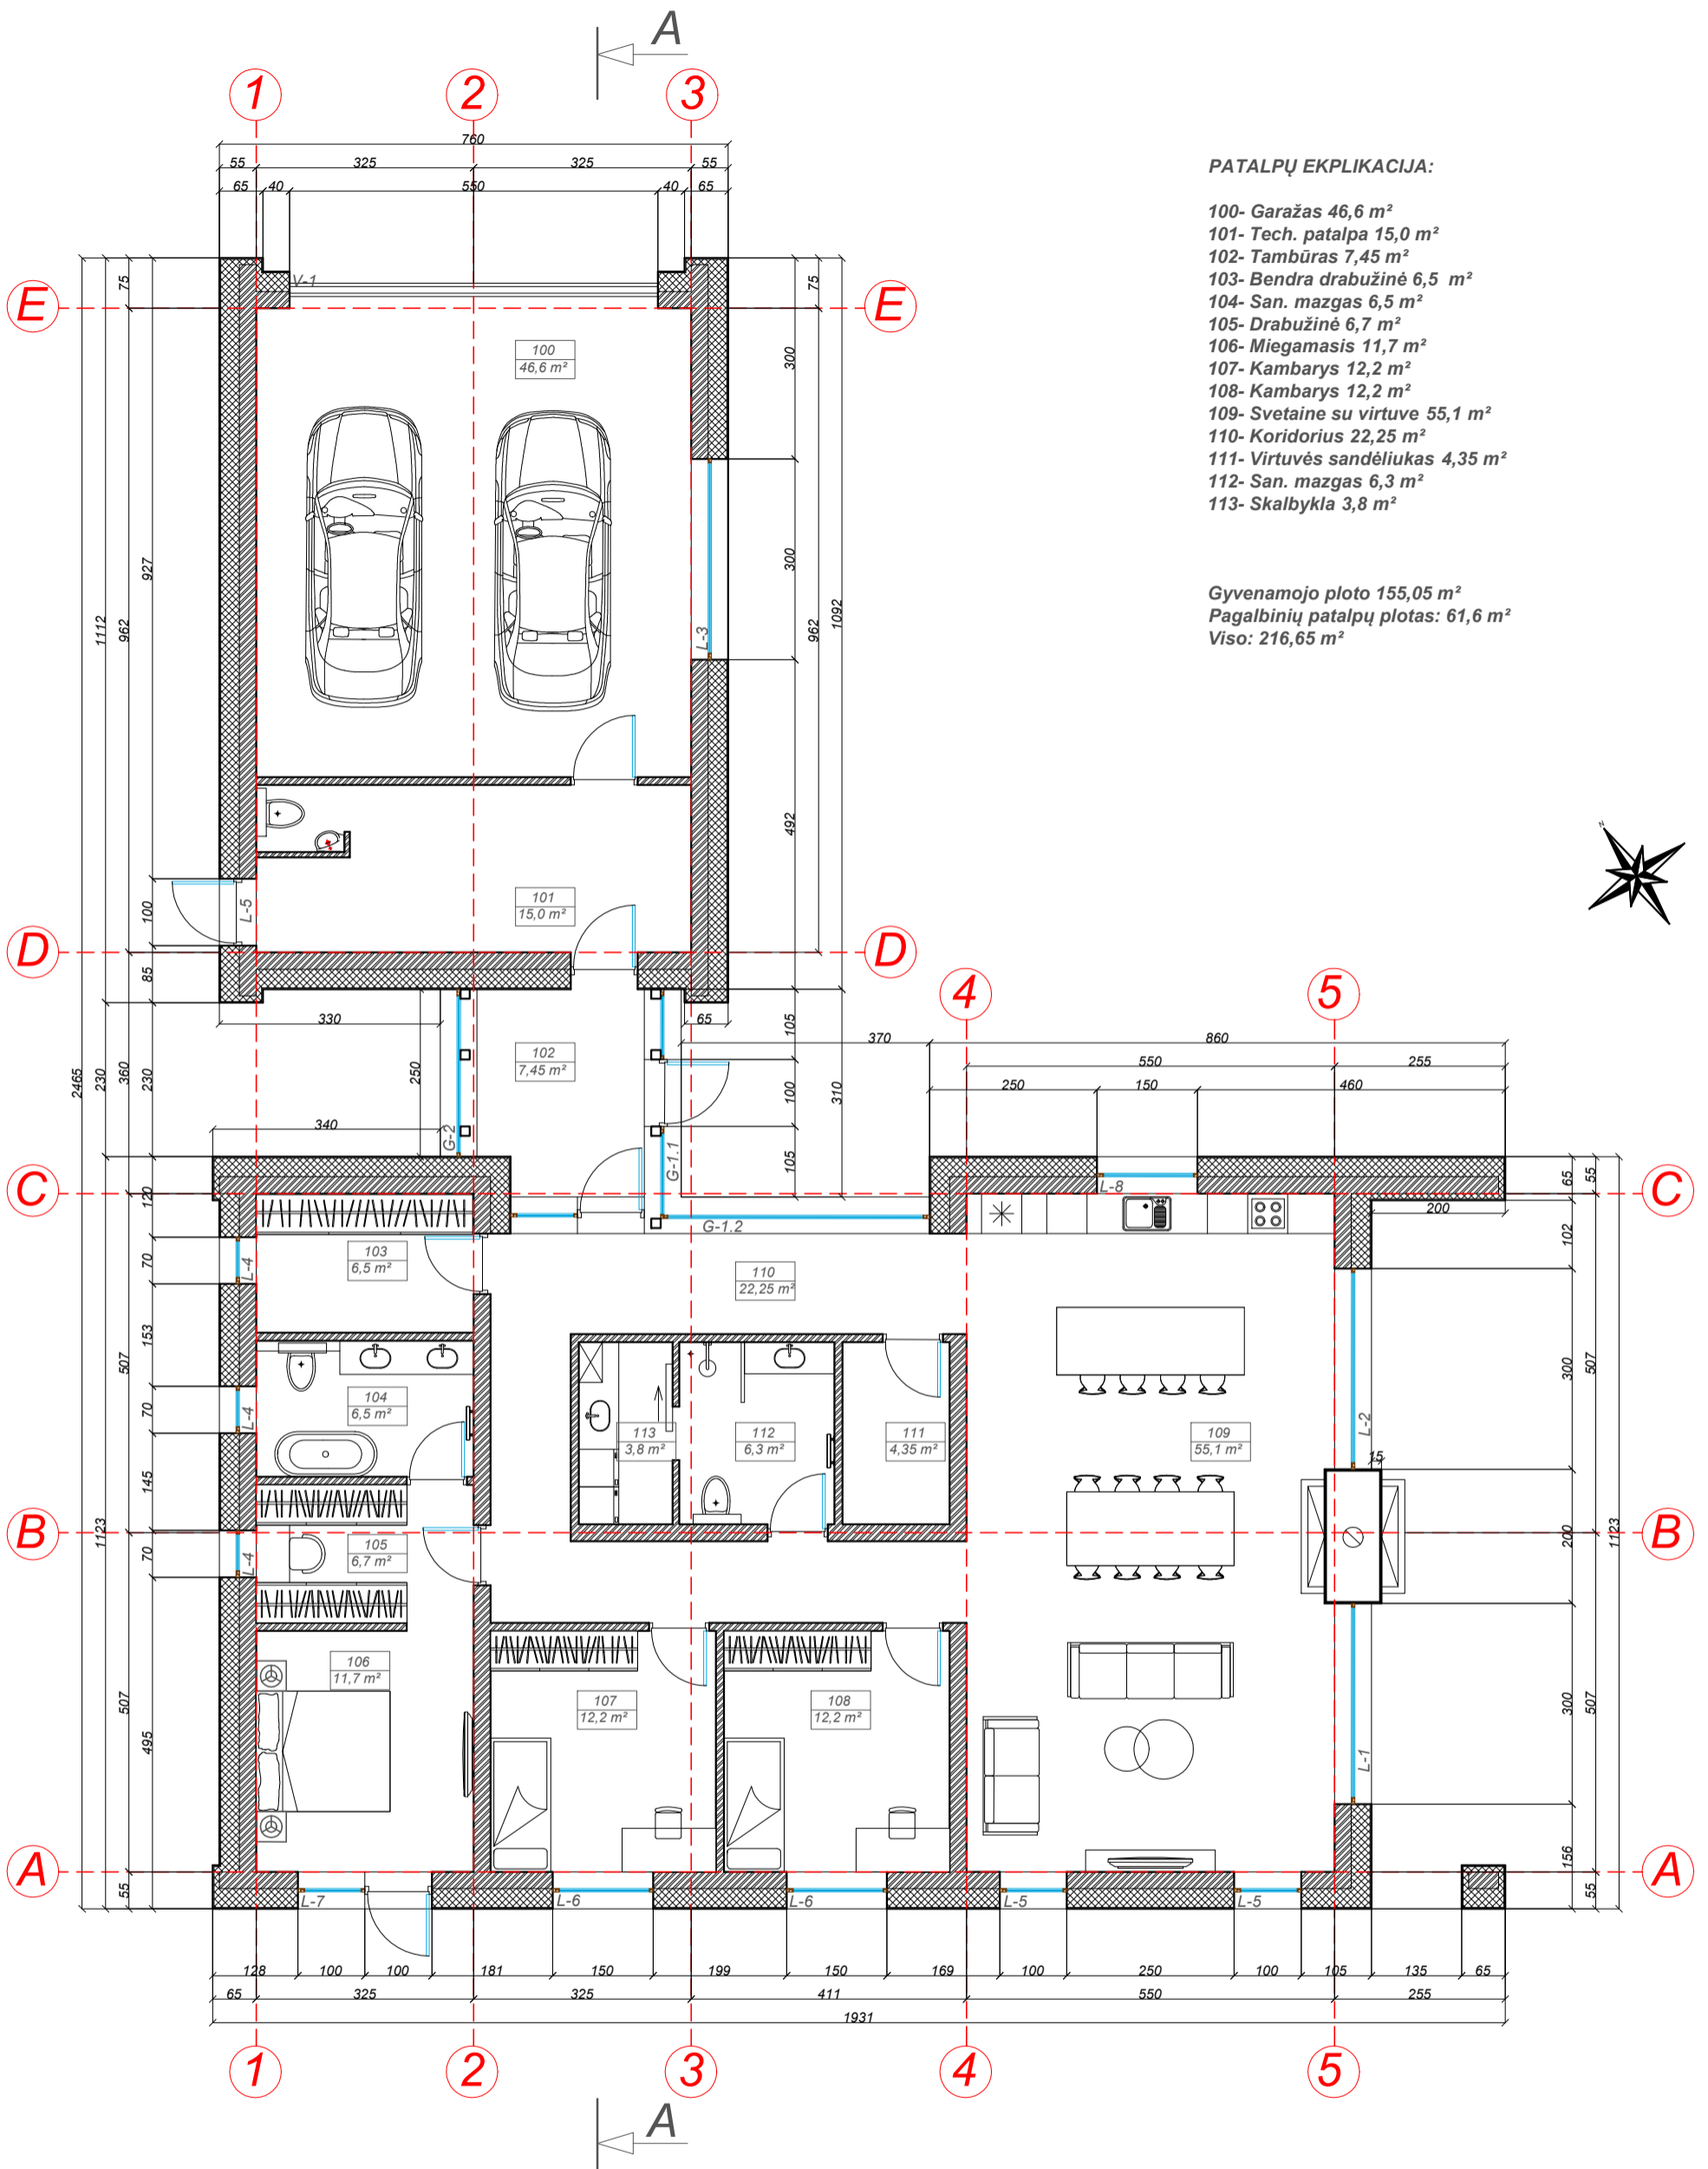 A
1 2 3
760
55 325 325 55
65 40 550 40 65
PATALPŲ EKPLIKACIJA:
100- Garažas 46,6 m²
101- Tech. patalpa 15,0 m²
102- Tambūras 7,45 m²
103- Bendra drabužinė 6,5 m²
104- San. mazgas 6,5 m²
105- Drabužinė 6,7 m²
106- Miegamasis 11,7 m²
107- Kambarys 12,2 m²
108- Kambarys 12,2 m²
109- Svetaine su virtuve 55,1 m²
110- Koridorius 22,25 m²
111- Virtuvės sandėliukas 4,35 m²
112- San. mazgas 6,3 m²
113- Skalbykla 3,8 m²
Gyvenamojo ploto 155,05 m²
Pagalbinių patalpų plotas: 61,6 m²
Viso: 216,65 m²
75 V-1 75
E E
100
46,6 m²
300
927
300
1112 962 962 1092
L-3
492
N
101
15,0 m²
100 L-5
D D
85
4 5
330 65
105
370 860
102
7,45 m²
550 255
2465 230 360 230 250 100 310
250 150 460
340
G-2 G-1.1 105
C C
120 L-8 65 55
200
G-1.2
102
103
6,5 m²
70 L-4
110
22,25 m²
153
507
300 507
104
6,5 m²
70 L-4
113
3,8 m²
112
6,3 m²
111
4,35 m²
109
55,1 m²
L-2
15
145
B B
1123 200 1123
105
6,7 m²
70 L-4
106
11,7 m²
107
12,2 m²
108
12,2 m²
507 495
300 507
L-1
156
A A
55 55
L-7 L-6 L-6 L-5 L-5
128 100 100 181 150 199 150 169 100 250 100 105 135 65
65 325 325 411 550 255
1931
1 2 3 4 5
A